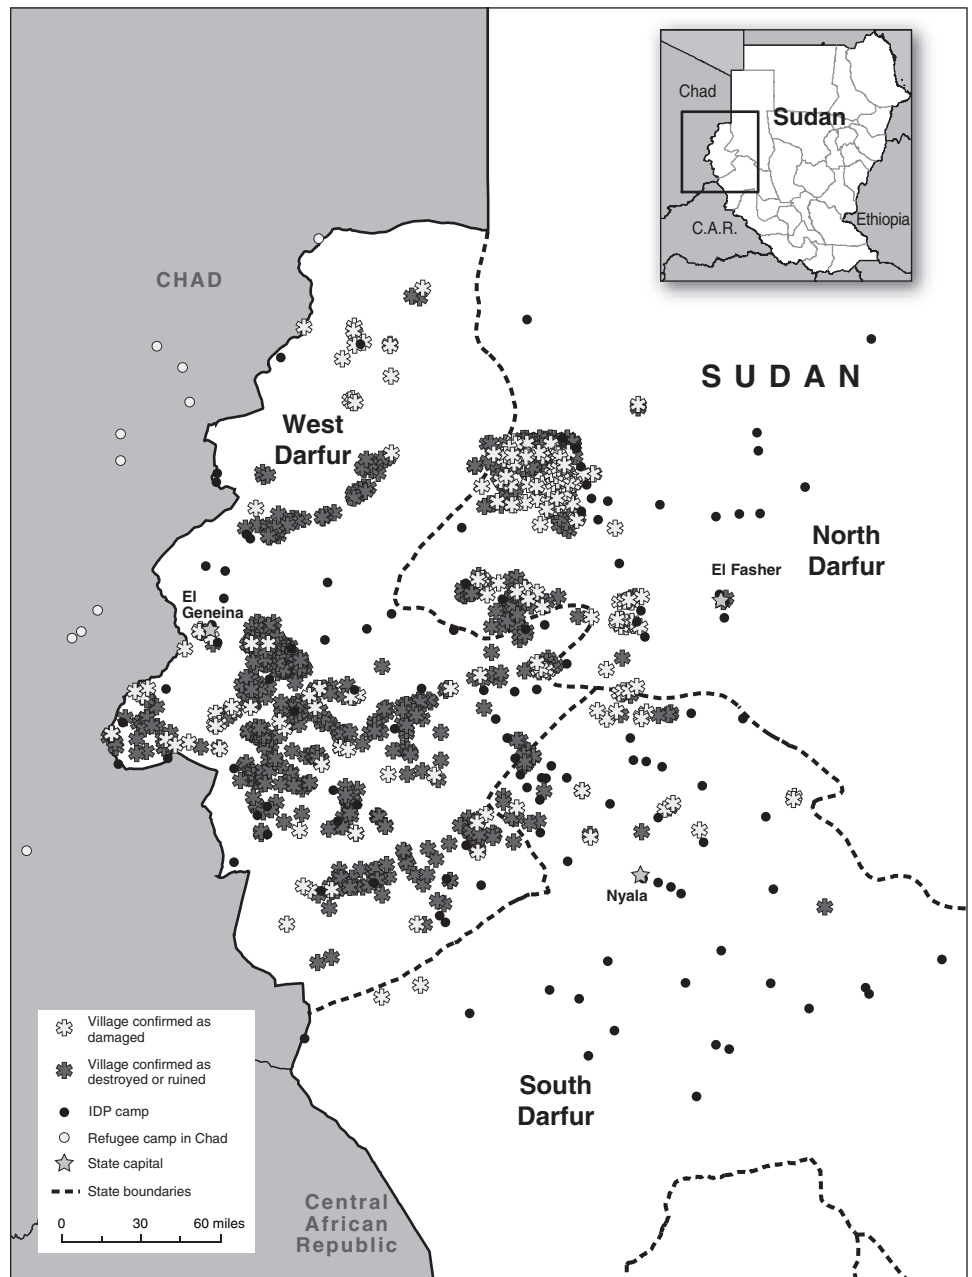 Chad
Sudan
C.A.R.
Ethiopia
CHAD
SUDAN
West
Darfur
North
Darfur
El Fasher
El
Geneina
Nyala
South
Darfur
Village confirmed as
damaged
Village confirmed as
destroyed or ruined
IDP camp
Refugee camp in Chad
State capital
State boundaries
0 30 60 miles
Central
African
Republic